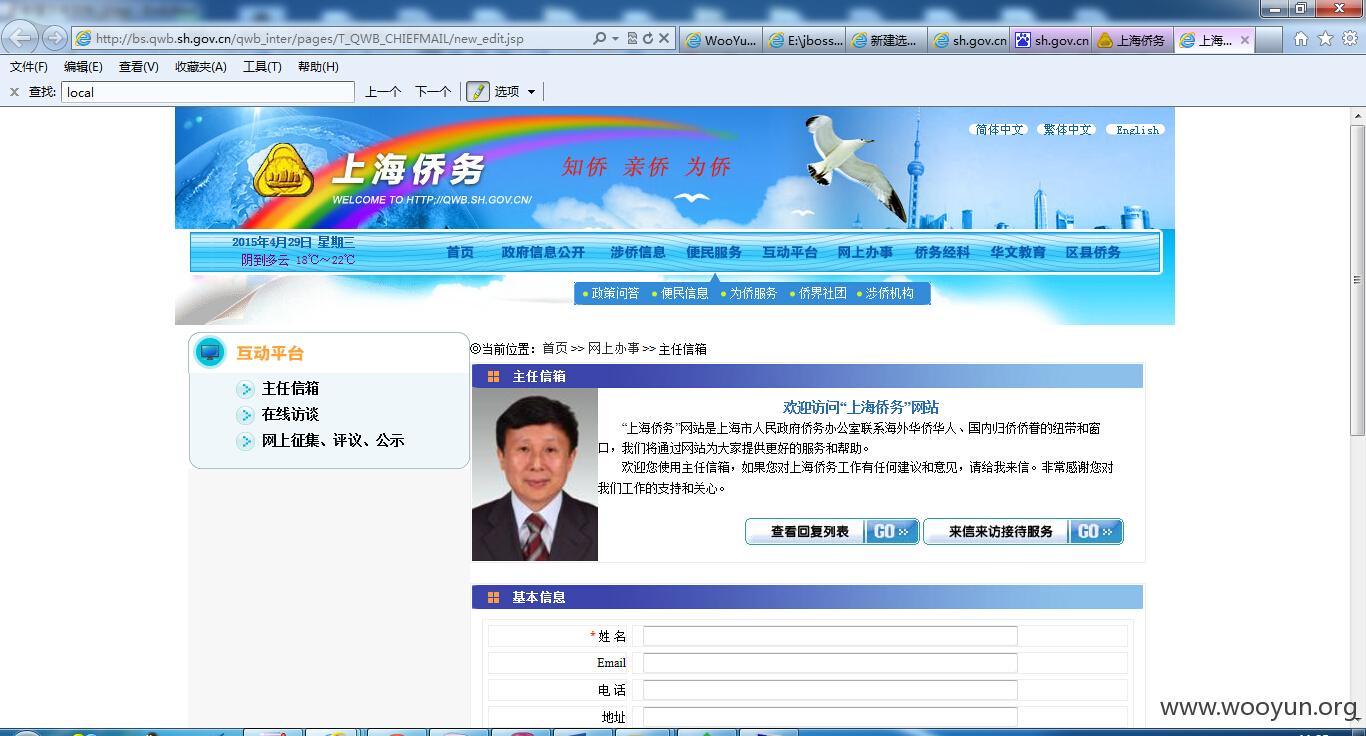 http://bs.qwb.sh.gov.cn/qwb_inter/pages/T_QWB_CHIEFMAIL/new_edit.jsp
WooYu...
E:\jboss...
新建选...
sh.gov.cn
sh.gov.cn
上海侨务
上海...
文件(F) 编辑(E) 查看(V) 收藏夹(A) 工具(T) 帮助(H)
查找: local 上一个 下一个 选项
简体中文 繁体中文 English
上海侨务
知侨 亲侨 为侨
WELCOME TO HTTP;//QWB.SH.GOV.CN/
2015年4月29日 星期三
阴到多云 18℃～22℃
首页 政府信息公开 涉侨信息 便民服务 互动平台 网上办事 侨务经科 华文教育 区县侨务
政策问答 便民信息 为侨服务 侨界社团 涉侨机构
互动平台
主任信箱
在线访谈
网上征集、评议、公示
◎当前位置：首页 >> 网上办事 >> 主任信箱
主任信箱
欢迎访问“上海侨务”网站
“上海侨务”网站是上海市人民政府侨务办公室联系海外华侨华人、国内归侨侨眷的纽带和窗
口，我们将通过网站为大家提供更好的服务和帮助。
欢迎您使用主任信箱，如果您对上海侨务工作有任何建议和意见，请给我来信。非常感谢您对
我们工作的支持和关心。
查看回复列表 GO 来信来访接待服务 GO
基本信息
*姓 名
Email
电 话
地址
www.wooyun.org